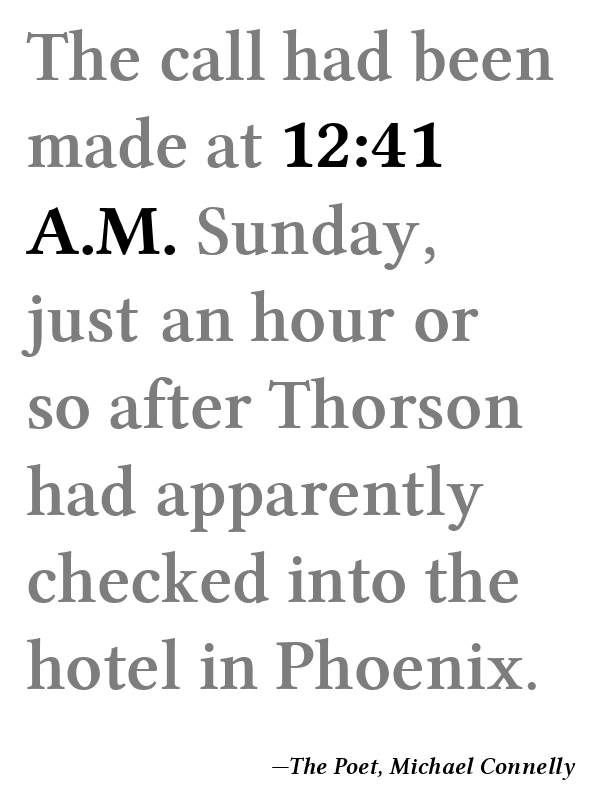 The call had been
made at 12:41
A.M. Sunday,
just an hour or
so after Thorson
had apparently
checked into the
hotel in Phoenix.
—The Poet, Michael Connelly